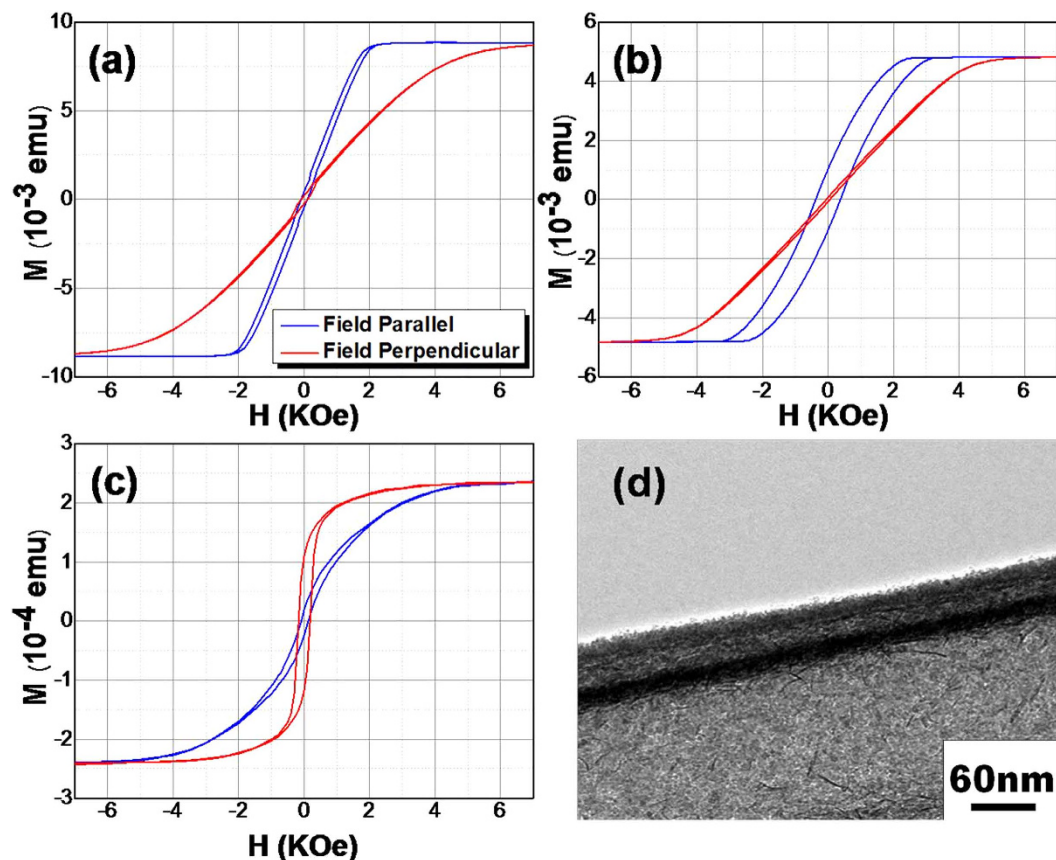 (a)
10
5
0
-5
-10
M (10⁻³ emu)
-6 -4 -2 0 2 4 6
H (KOe)
Field Parallel
Field Perpendicular
(b)
6
4
2
0
-2
-4
-6
M (10⁻³ emu)
-6 -4 -2 0 2 4 6
H (KOe)
(c)
3
2
1
0
-1
-2
-3
M (10⁻⁴ emu)
-6 -4 -2 0 2 4 6
H (KOe)
(d)
60nm